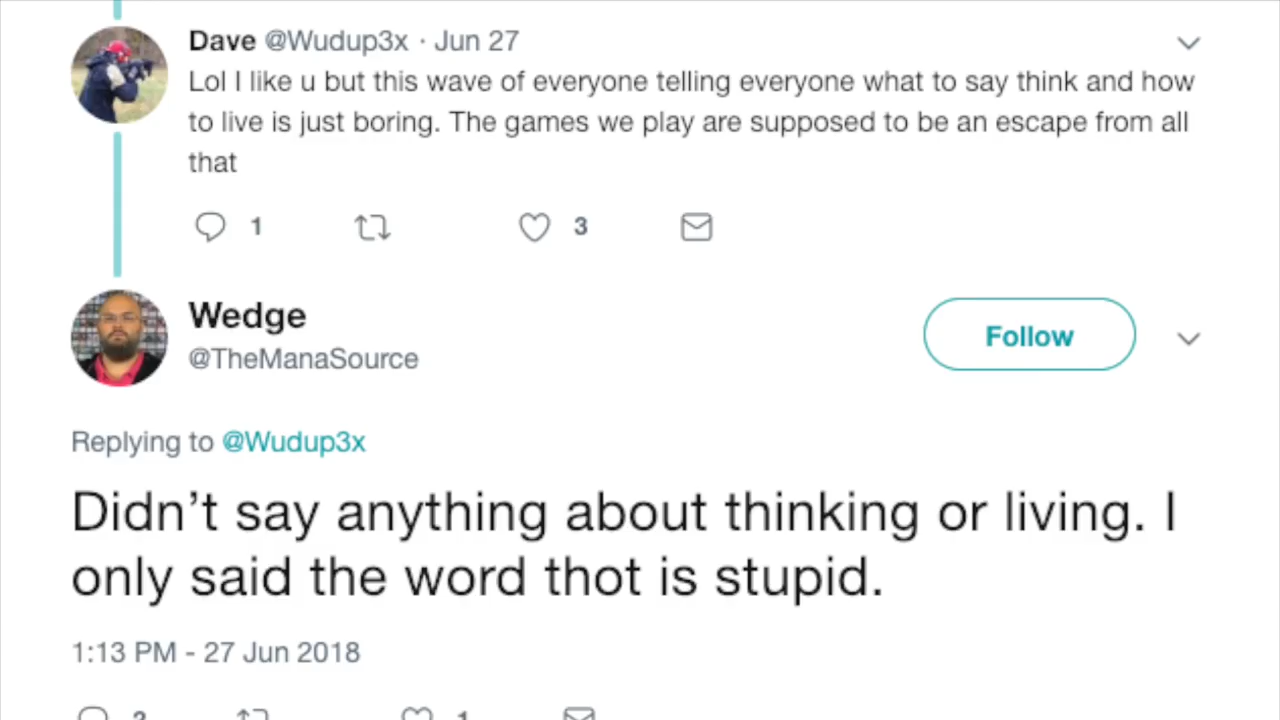 Dave @Wudup3x · Jun 27
Lol I like u but this wave of everyone telling everyone what to say think and how
to live is just boring. The games we play are supposed to be an escape from all
that
1 3
Wedge
@TheManaSource
Follow
Replying to @Wudup3x
Didn’t say anything about thinking or living. I
only said the word thot is stupid.
1:13 PM - 27 Jun 2018